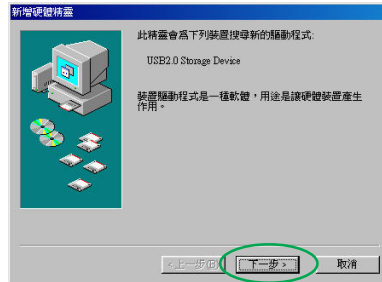 新增硬體精靈
此精靈會為下列裝置搜尋新的驅動程式:
USB2.0 Storage Device
裝置驅動程式是一種軟體，用途是讓硬體裝置產生
作用。
<上一步(B) 下一步 > 取消